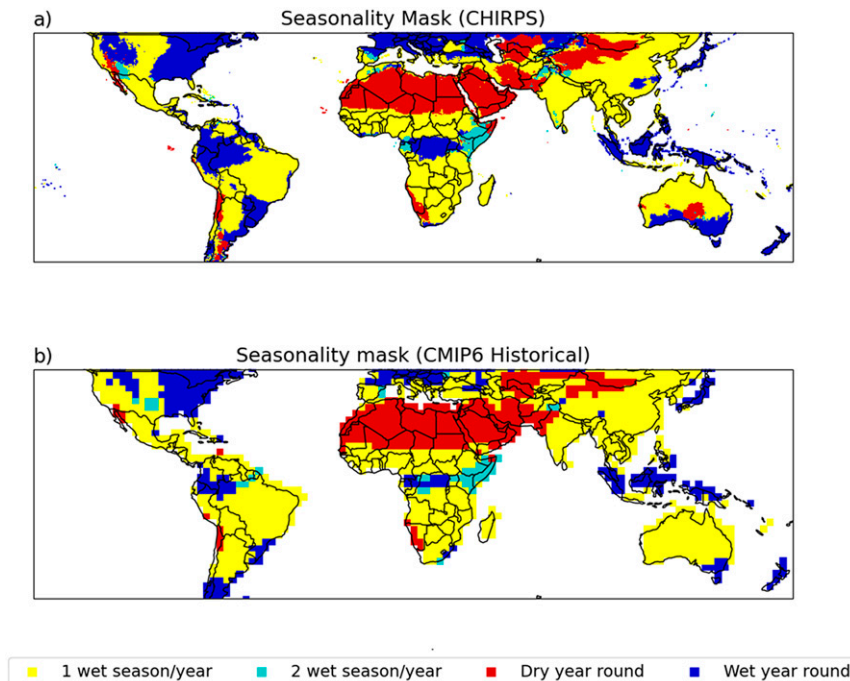 a)
Seasonality Mask (CHIRPS)
b)
Seasonality mask (CMIP6 Historical)
1 wet season/year
2 wet season/year
Dry year round
Wet year round